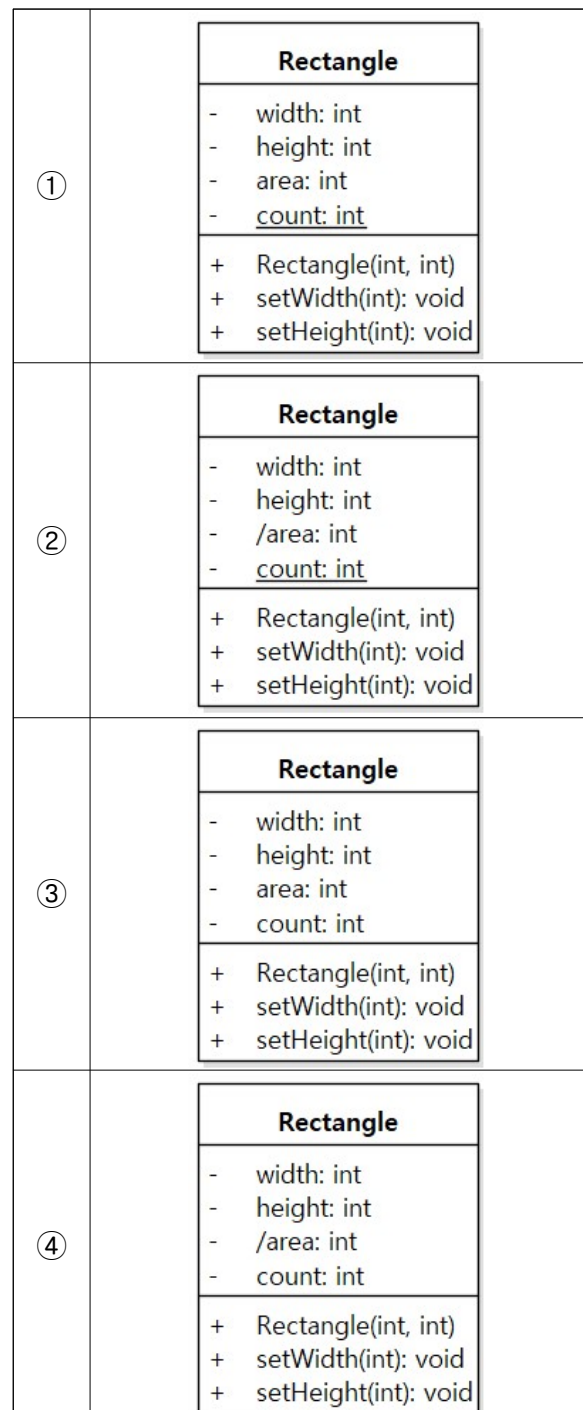 ①
Rectangle
- width: int
- height: int
- area: int
- count: int
+ Rectangle(int, int)
+ setWidth(int): void
+ setHeight(int): void
②
Rectangle
- width: int
- height: int
- /area: int
- count: int
+ Rectangle(int, int)
+ setWidth(int): void
+ setHeight(int): void
③
Rectangle
- width: int
- height: int
- area: int
- count: int
+ Rectangle(int, int)
+ setWidth(int): void
+ setHeight(int): void
④
Rectangle
- width: int
- height: int
- /area: int
- count: int
+ Rectangle(int, int)
+ setWidth(int): void
+ setHeight(int): void